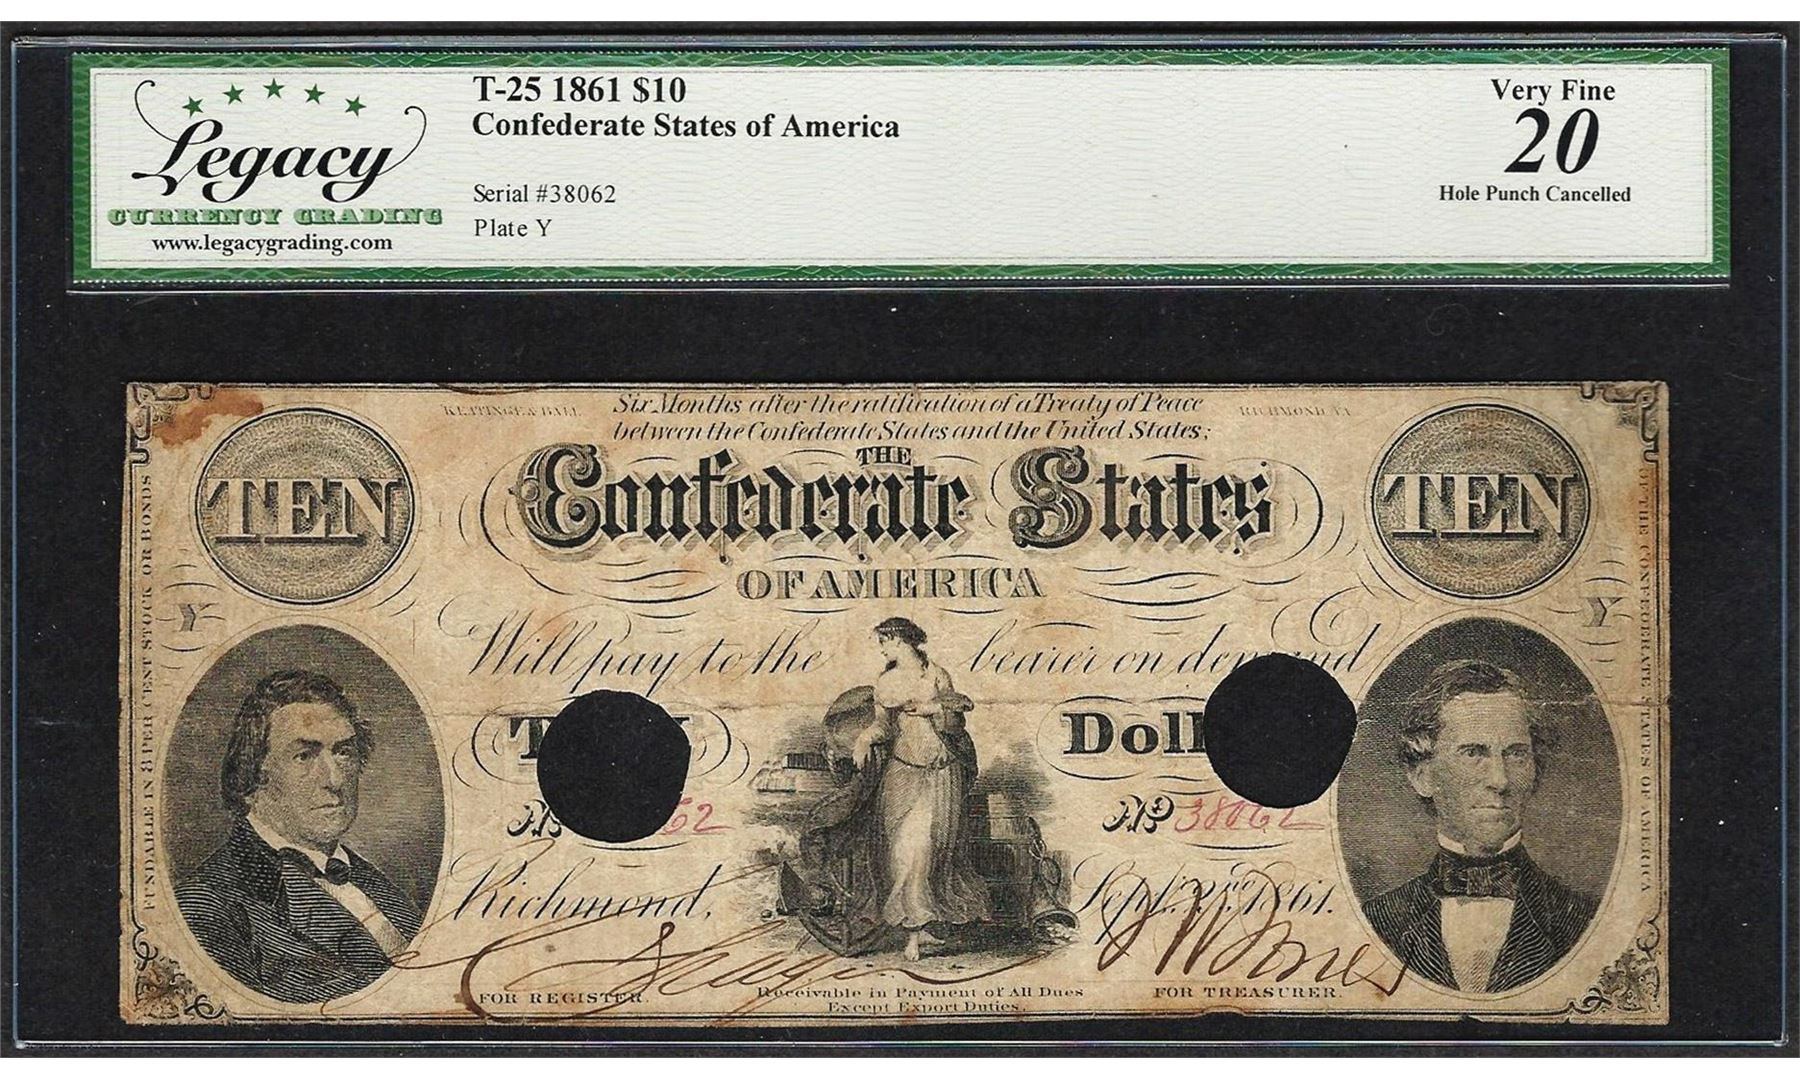 T-25 1861 $10
Confederate States of America
Serial #38062
Plate Y
Legacy
CURRENCY GRADING
www.legacygrading.com
Very Fine
20
Hole Punch Cancelled
KEATINGE & BALL
RICHMOND VA
Six Months after the ratification of a Treaty of Peace
between the Confederate States and the United States;
TEN
THE
Confederate States
TEN
OF AMERICA
Y
Y
Will pay to the bearer on demand
T
Doll
No 62
No 38062
Richmond, Sept. 2nd 1861.
FUNDABLE IN 8 PER CENT STOCK OR BONDS
OF THE CONFEDERATE STATES OF AMERICA
J W Jones
FOR REGISTER.
Receivable in Payment of All Dues
Except Export Duties.
FOR TREASURER.